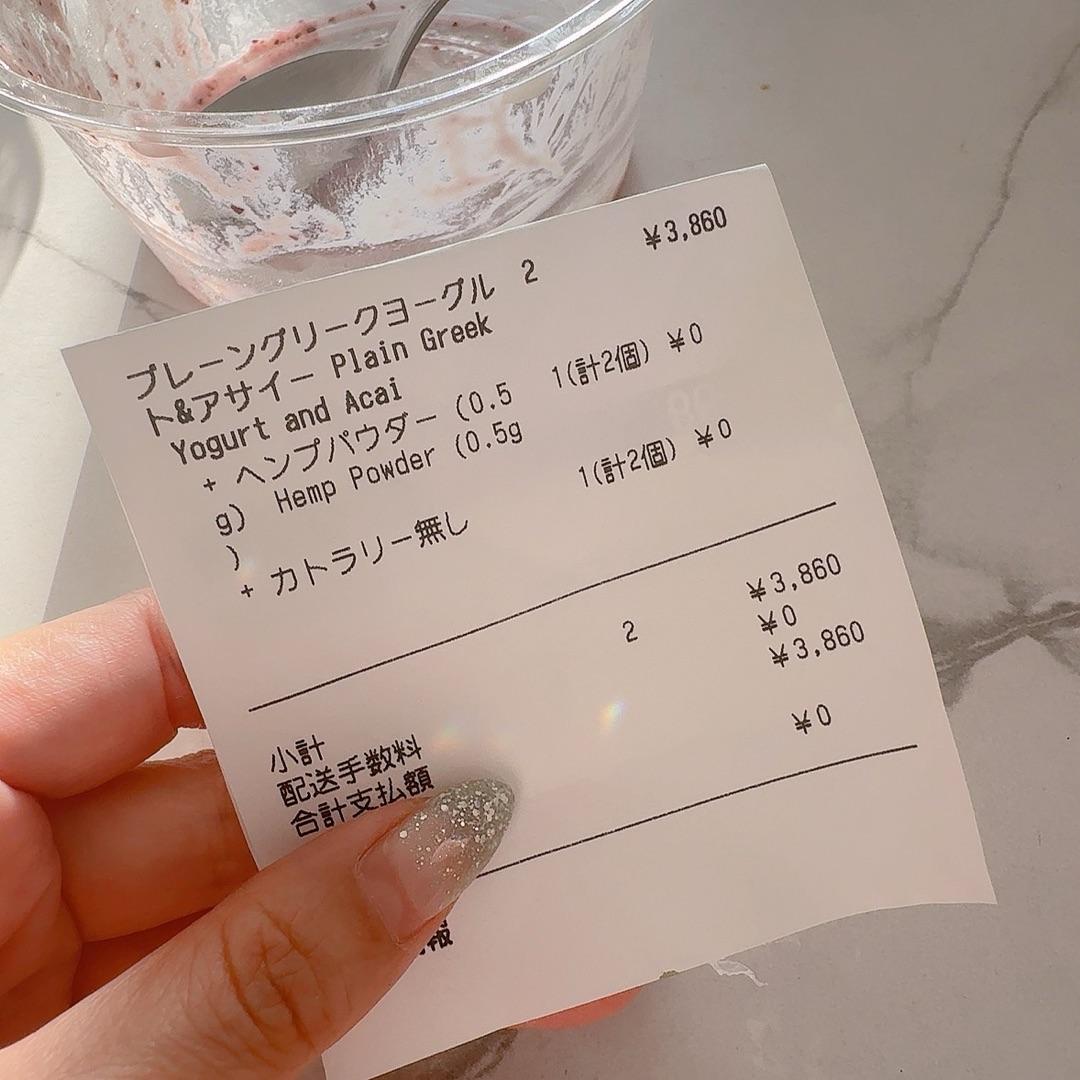 プレーングリークヨーグル 2 ¥3,860
ト&アサイー Plain Greek
Yogurt and Acai
+ ヘンプパウダー (0.5 1(計2個) ¥0
g) Hemp Powder (0.5g
)
+ カトラリー無し 1(計2個) ¥0
小計 2 ¥3,860
配送手数料 ¥0
合計支払額 ¥3,860
¥0
報